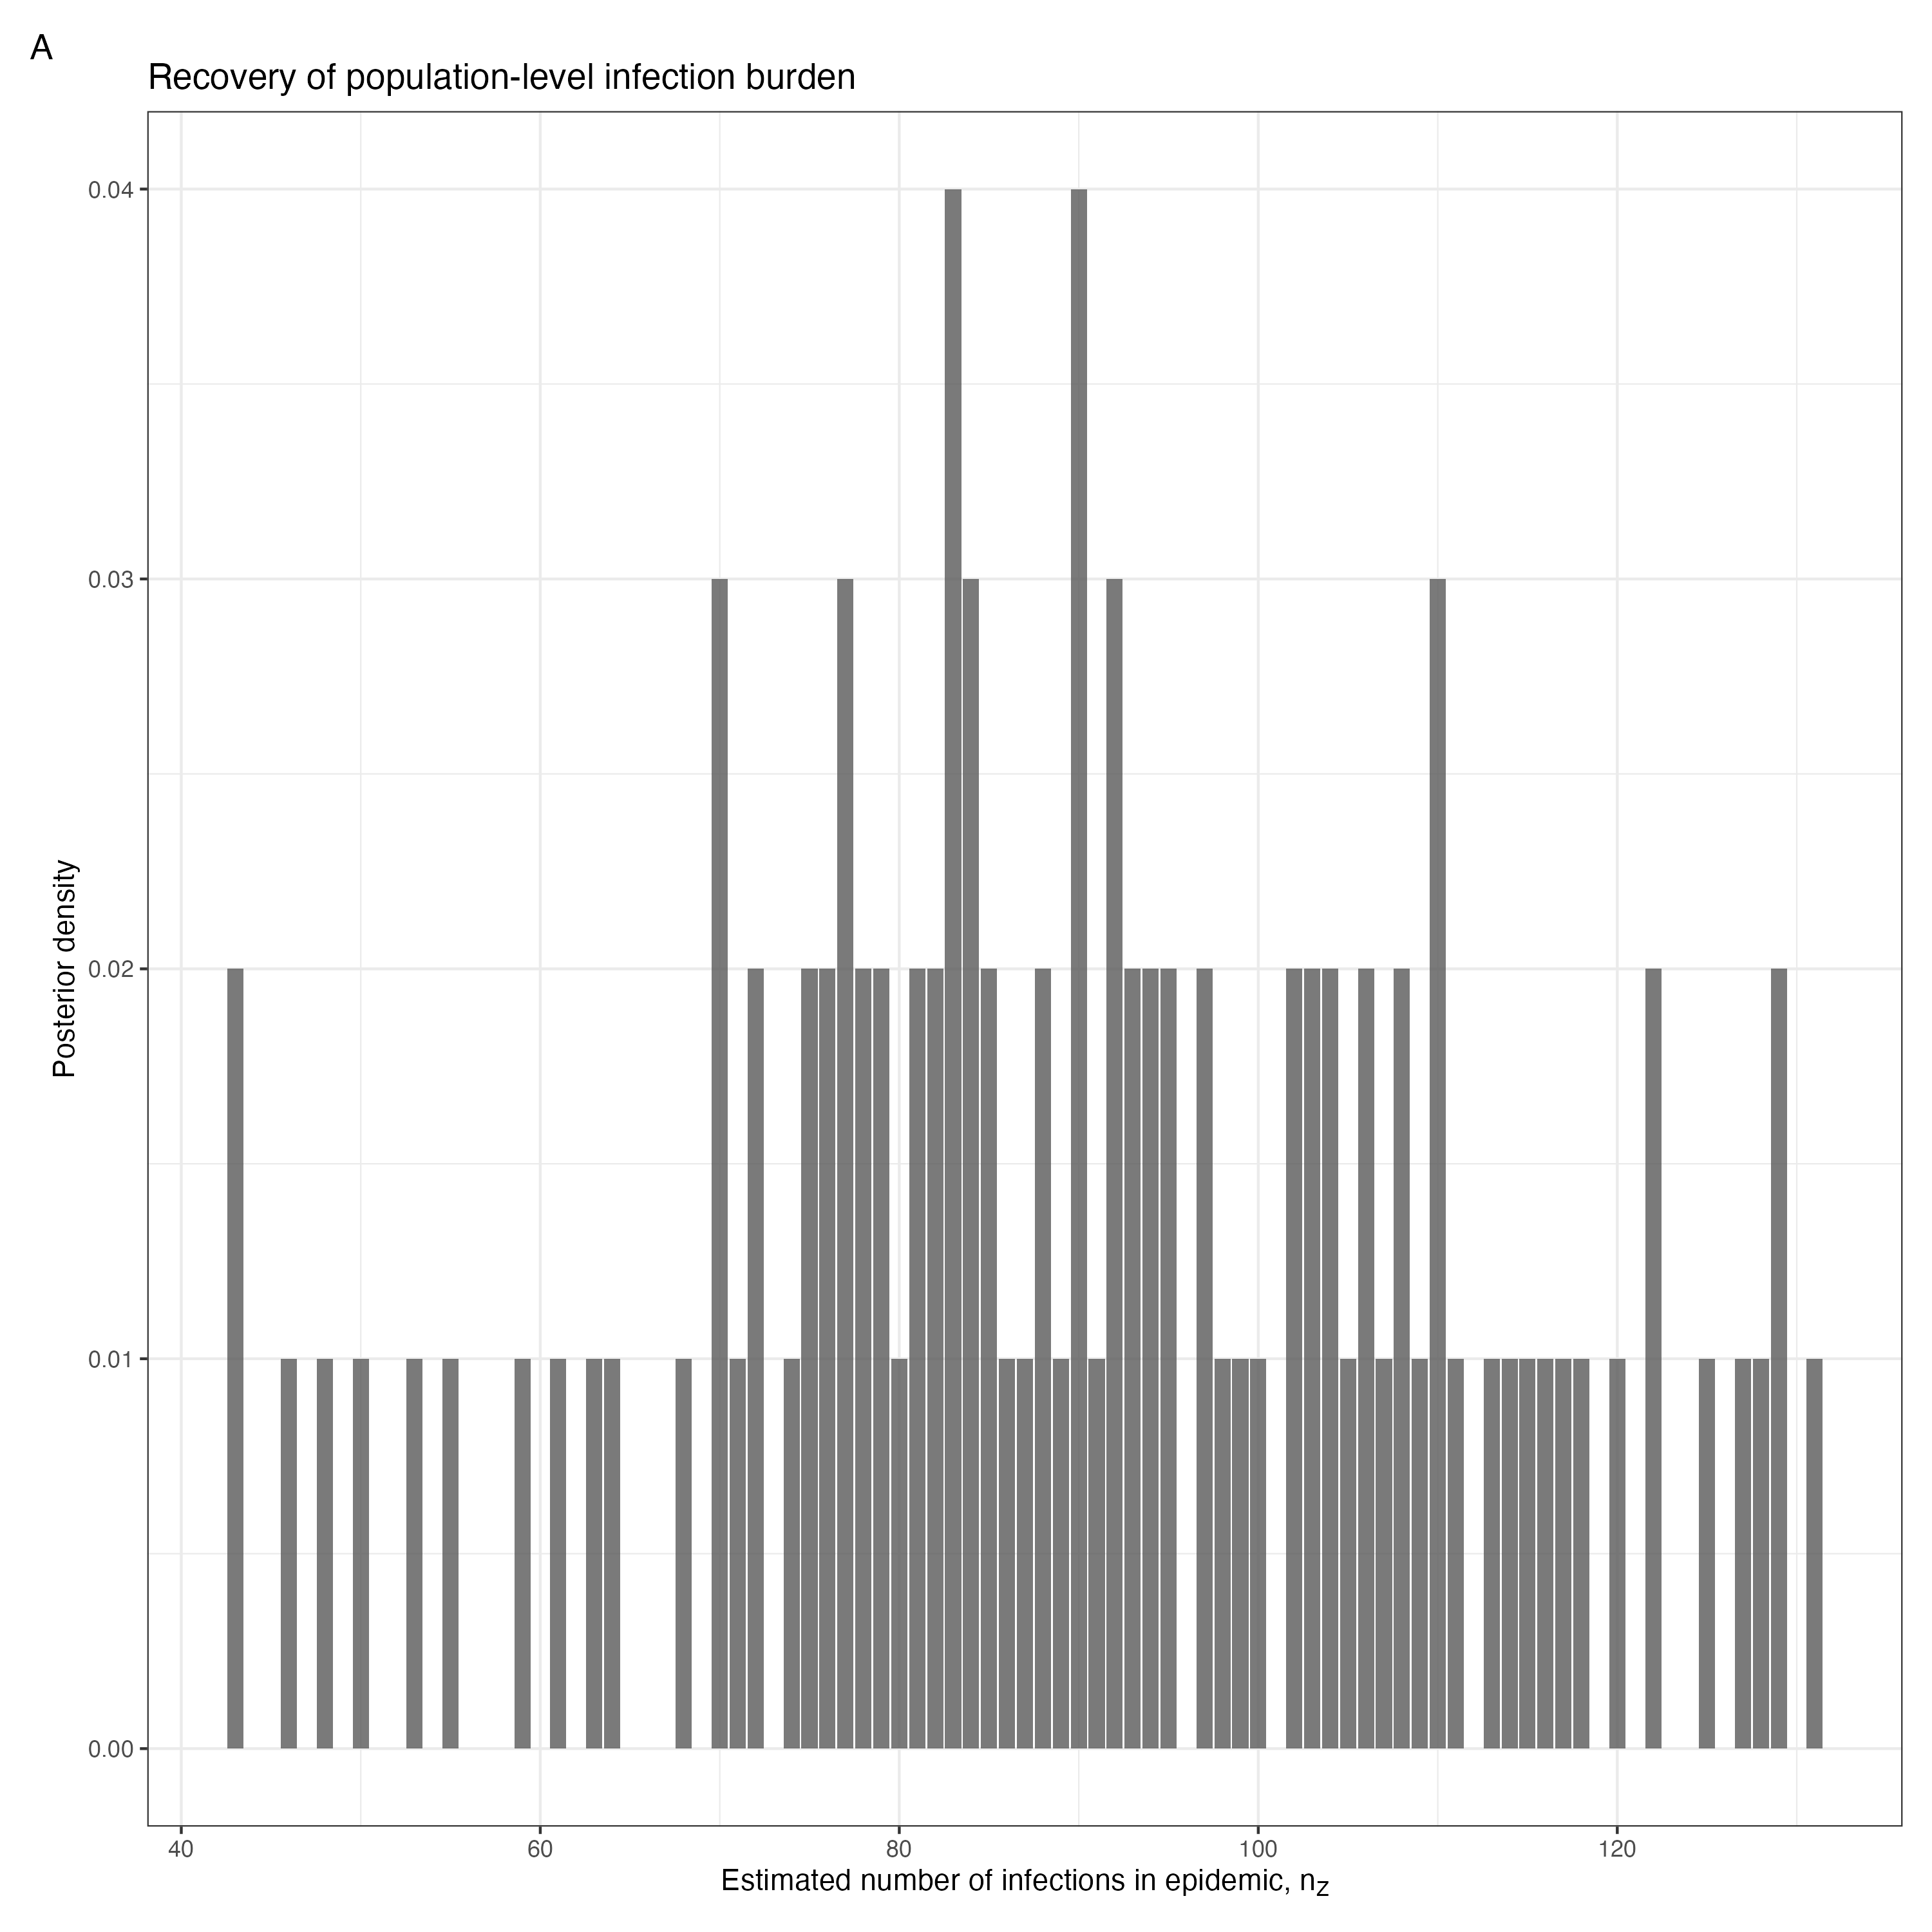 A
Recovery of population-level infection burden
0.04
0.03
0.02
0.01
0.00
Posterior density
40 60 80 100 120
Estimated number of infections in epidemic, nz